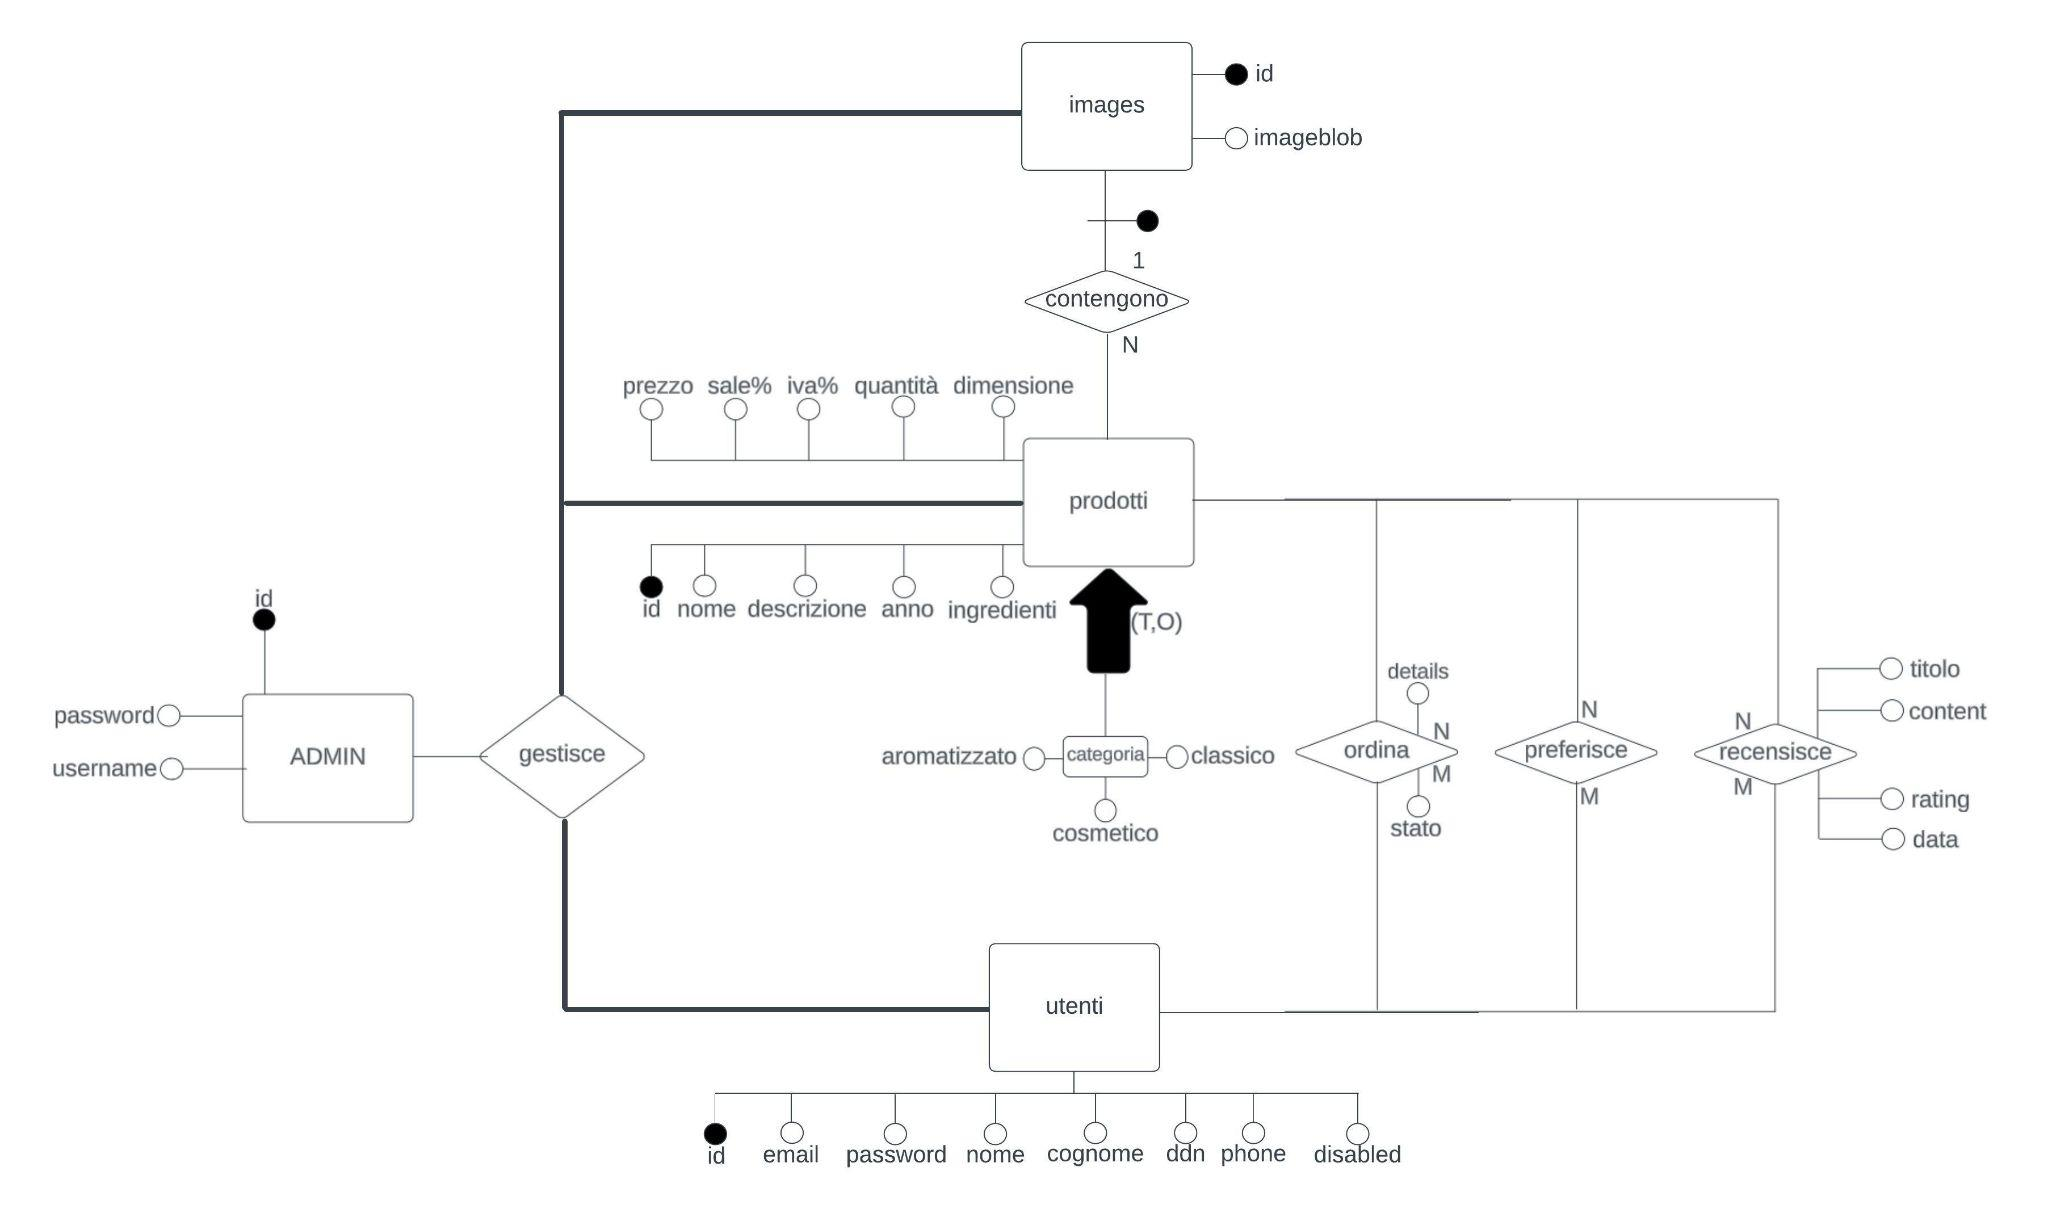 images
id
imageblob
1
contengono
N
prezzo
sale%
iva%
quantità
dimensione
prodotti
id
nome
descrizione
anno
ingredienti
(T,O)
id
password
username
ADMIN
gestisce
aromatizzato
categoria
classico
cosmetico
details
N
ordina
M
stato
N
preferisce
M
N
recensisce
M
titolo
content
rating
data
utenti
id
email
password
nome
cognome
ddn
phone
disabled